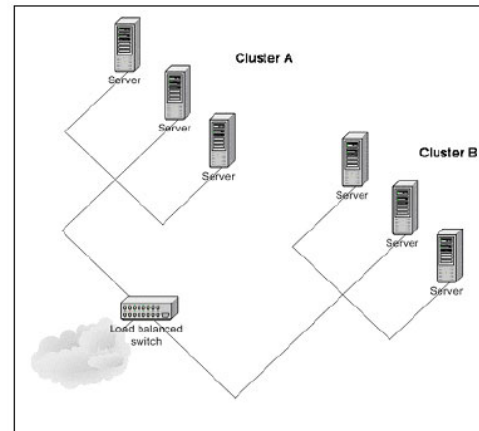 Server
Cluster A
Server
Server
Cluster B
Server
Server
Server
Load balanced
switch